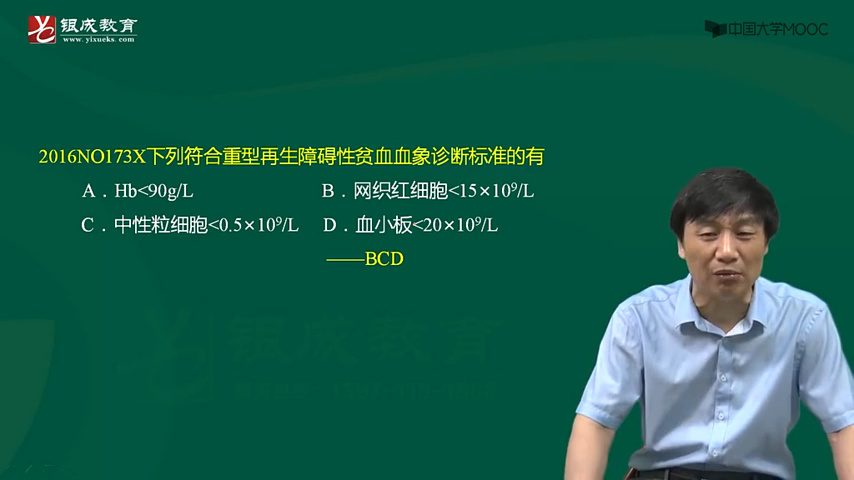 银成教育
www.yixueks.com
中国大学MOOC
2016NO173X下列符合重型再生障碍性贫血血象诊断标准的有
A．Hb<90g/L B．网织红细胞<15×10⁹/L
C．中性粒细胞<0.5×10⁹/L D．血小板<20×10⁹/L
——BCD
银成教育